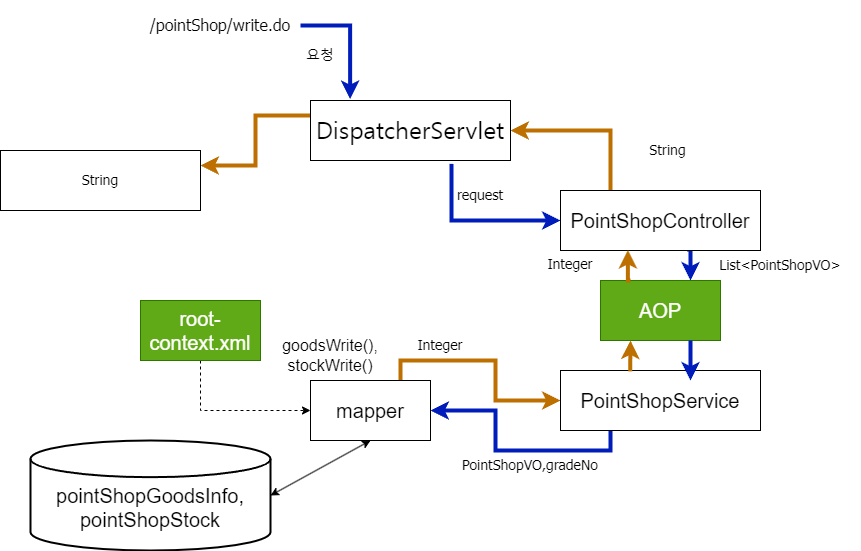 /pointShop/write.do
요청
DispatcherServlet
String
String
request
PointShopController
Integer
List<PointShopVO>
AOP
root-
context.xml
goodsWrite(),
stockWrite()
Integer
mapper
PointShopService
PointShopVO,gradeNo
pointShopGoodsInfo,
pointShopStock